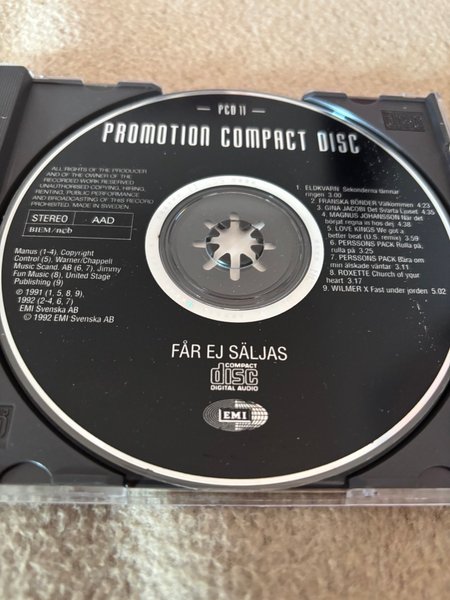 — PCD 11 —
PROMOTION COMPACT DISC
ALL RIGHTS OF THE PRODUCER
AND OF THE OWNER OF THE
RECORDED WORK RESERVED
UNAUTHORISED COPYING, HIRING,
RENTING, PUBLIC PERFORMANCE
AND BROADCASTING OF THIS RECORD
PROHIBITED. MADE IN SWEDEN.
STEREO AAD
BIEM/ncb
Manus (1-4), Copyright
Control (5), Warner/Chappell
Music Scand. AB (6, 7), Jimmy
Fun Music (8), United Stage
Publishing (9)
℗ 1991 (1, 5, 8, 9),
1992 (2-4, 6, 7)
EMI Svenska AB
© 1992 EMI Svenska AB
1. ELDKVARN Sekonderna lämnar
ringen 3.00
2. FRANSKA BÖNDER Välkommen 4:23
3. GINA JACOBI Det Svarta Ljuset 4:35
4. MAGNUS JOHANSSON När det
börjat regna in hos dej 4:38
5. LOVE KINGS We got a
better beat (U.S. remix) 3:59
6. PERSSONS PACK Rulla på,
rulla på 3.25
7. PERSSONS PACK Bära om
min älskade väntar 3.11
8. ROXETTE Church of your
heart 3.17
9. WILMER X Fast under jorden 5.02
FÅR EJ SÄLJAS
COMPACT
disc
DIGITAL AUDIO
EMI